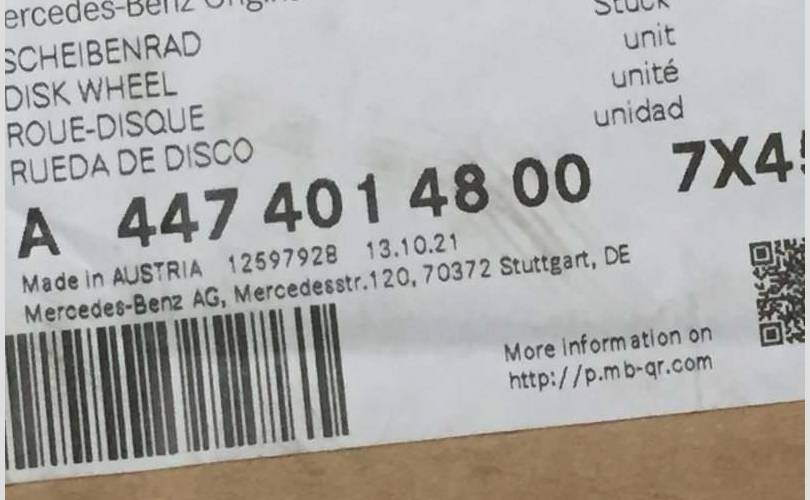 ercedes-Benz Origin
Stück
SCHEIBENRAD
unit
DISK WHEEL
unité
ROUE-DISQUE
unidad
RUEDA DE DISCO
A 447 401 48 00 7X4
Made in AUSTRIA 12597928 13.10.21
Mercedes-Benz AG, Mercedesstr.120, 70372 Stuttgart, DE
More information on
http://p.mb-qr.com